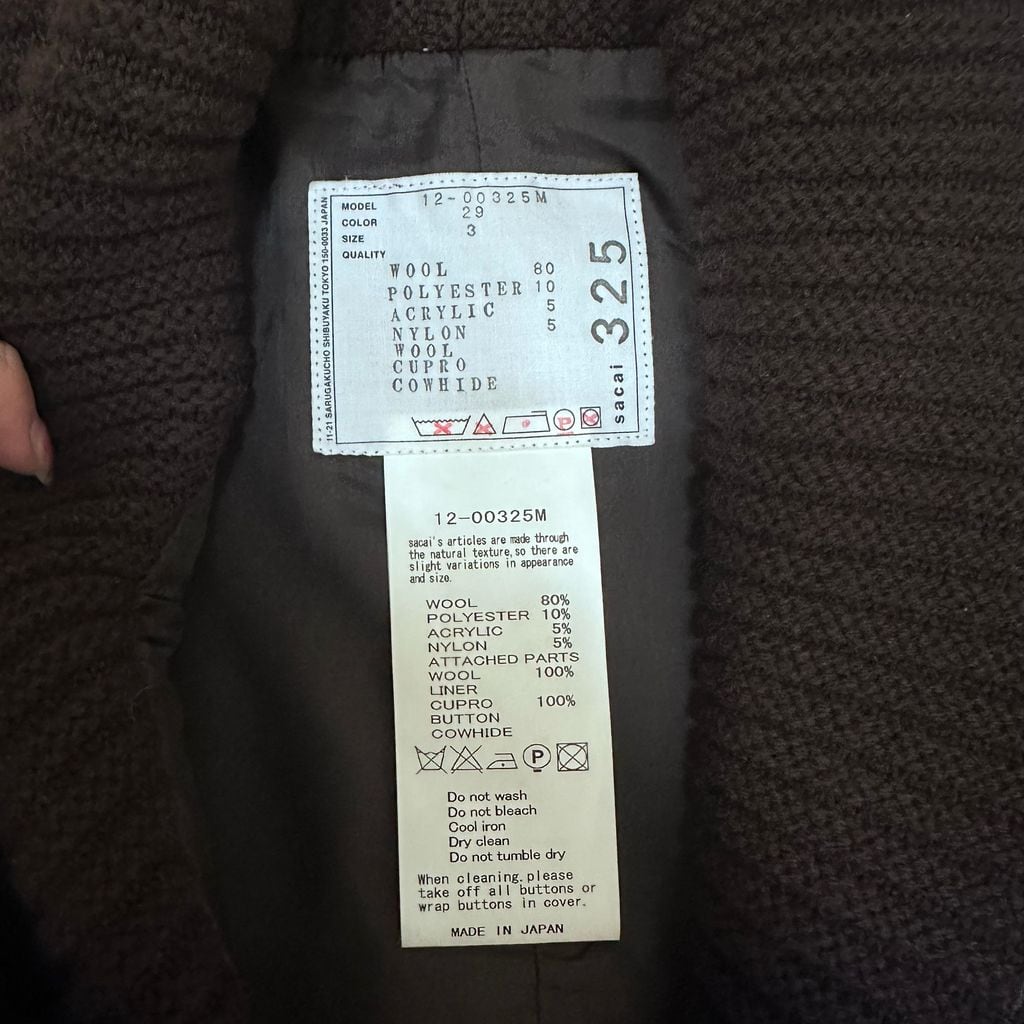 MODEL 12-00325M
COLOR 29
SIZE 3
QUALITY
WOOL 80
POLYESTER 10
ACRYLIC 5
NYLON 5
WOOL
CUPRO
COWHIDE
11-21 SARUGAKUCHO SHIBUYAKU TOKYO 150-0033 JAPAN
sacai 325
P
12-00325M
sacai's articles are made through
the natural texture, so there are
slight variations in appearance
and size.
WOOL 80%
POLYESTER 10%
ACRYLIC 5%
NYLON 5%
ATTACHED PARTS
WOOL 100%
LINER
CUPRO 100%
BUTTON
COWHIDE
P
Do not wash
Do not bleach
Cool iron
Dry clean
Do not tumble dry
When cleaning. please
take off all buttons or
wrap buttons in cover.
MADE IN JAPAN